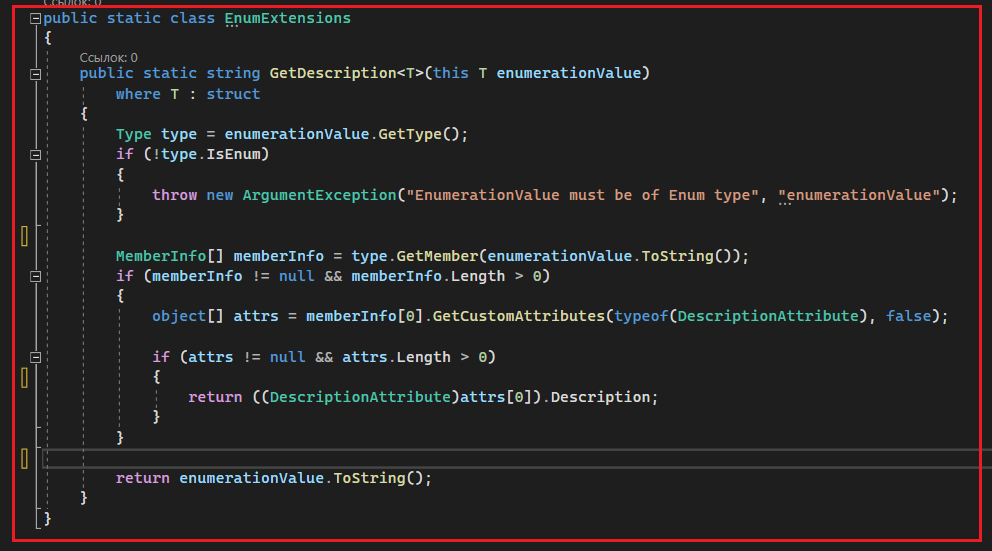 Ссылок: 0
public static class EnumExtensions
{
Ссылок: 0
public static string GetDescription<T>(this T enumerationValue)
where T : struct
{
Type type = enumerationValue.GetType();
if (!type.IsEnum)
{
throw new ArgumentException("EnumerationValue must be of Enum type", "enumerationValue");
}
MemberInfo[] memberInfo = type.GetMember(enumerationValue.ToString());
if (memberInfo != null && memberInfo.Length > 0)
{
object[] attrs = memberInfo[0].GetCustomAttributes(typeof(DescriptionAttribute), false);
if (attrs != null && attrs.Length > 0)
{
return ((DescriptionAttribute)attrs[0]).Description;
}
}
return enumerationValue.ToString();
}
}